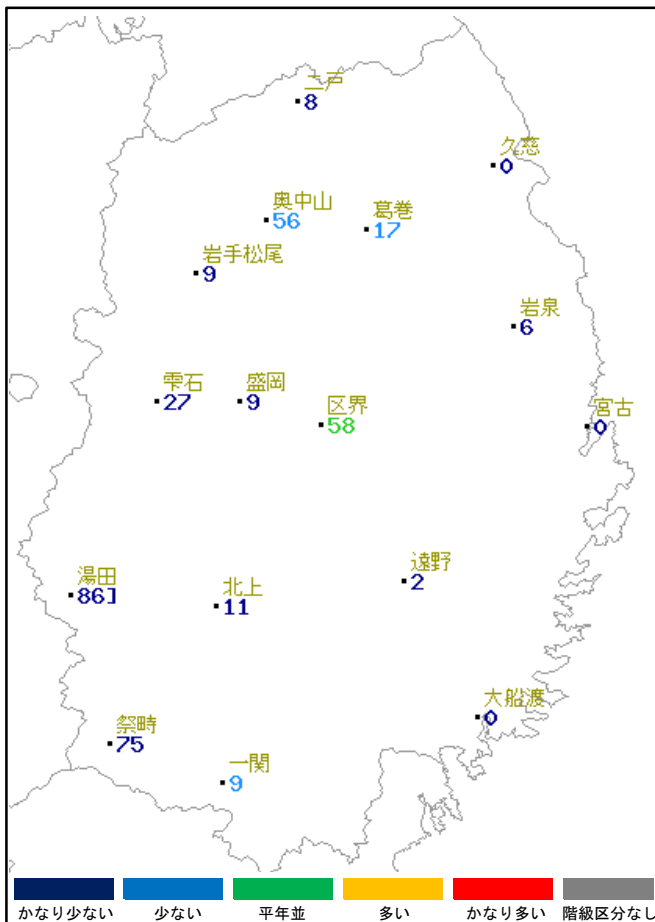 二戸
8
久慈
0
奥中山
56
葛巻
17
岩手松尾
9
岩泉
6
雫石
27
盛岡
9
区界
58
宮古
0
湯田
86]
北上
11
遠野
2
大船渡
0
祭畤
75
一関
9
かなり少ない 少ない 平年並 多い かなり多い 階級区分なし